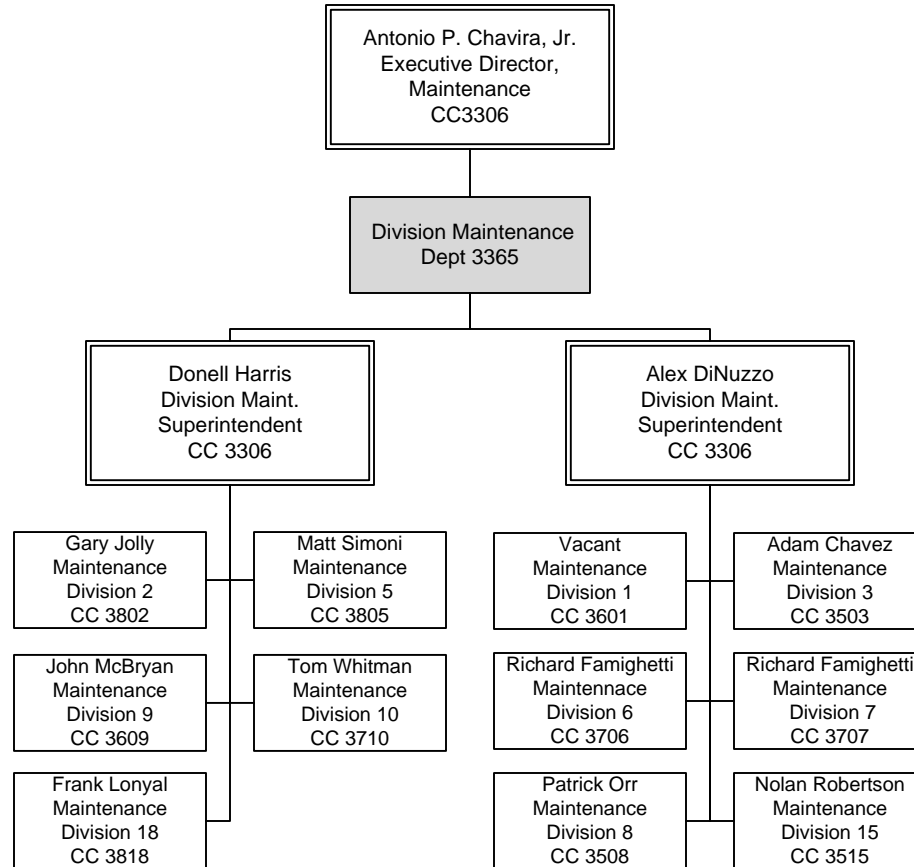 Antonio P. Chavira, Jr.
Executive Director,
Maintenance
CC3306
Division Maintenance
Dept 3365
Donell Harris
Division Maint.
Superintendent
CC 3306
Alex DiNuzzo
Division Maint.
Superintendent
CC 3306
Gary Jolly
Maintenance
Division 2
CC 3802
Matt Simoni
Maintenance
Division 5
CC 3805
Vacant
Maintenance
Division 1
CC 3601
Adam Chavez
Maintenance
Division 3
CC 3503
John McBryan
Maintenance
Division 9
CC 3609
Tom Whitman
Maintenance
Division 10
CC 3710
Richard Famighetti
Maintennace
Division 6
CC 3706
Richard Famighetti
Maintenance
Division 7
CC 3707
Frank Lonyal
Maintenance
Division 18
CC 3818
Patrick Orr
Maintenance
Division 8
CC 3508
Nolan Robertson
Maintenance
Division 15
CC 3515